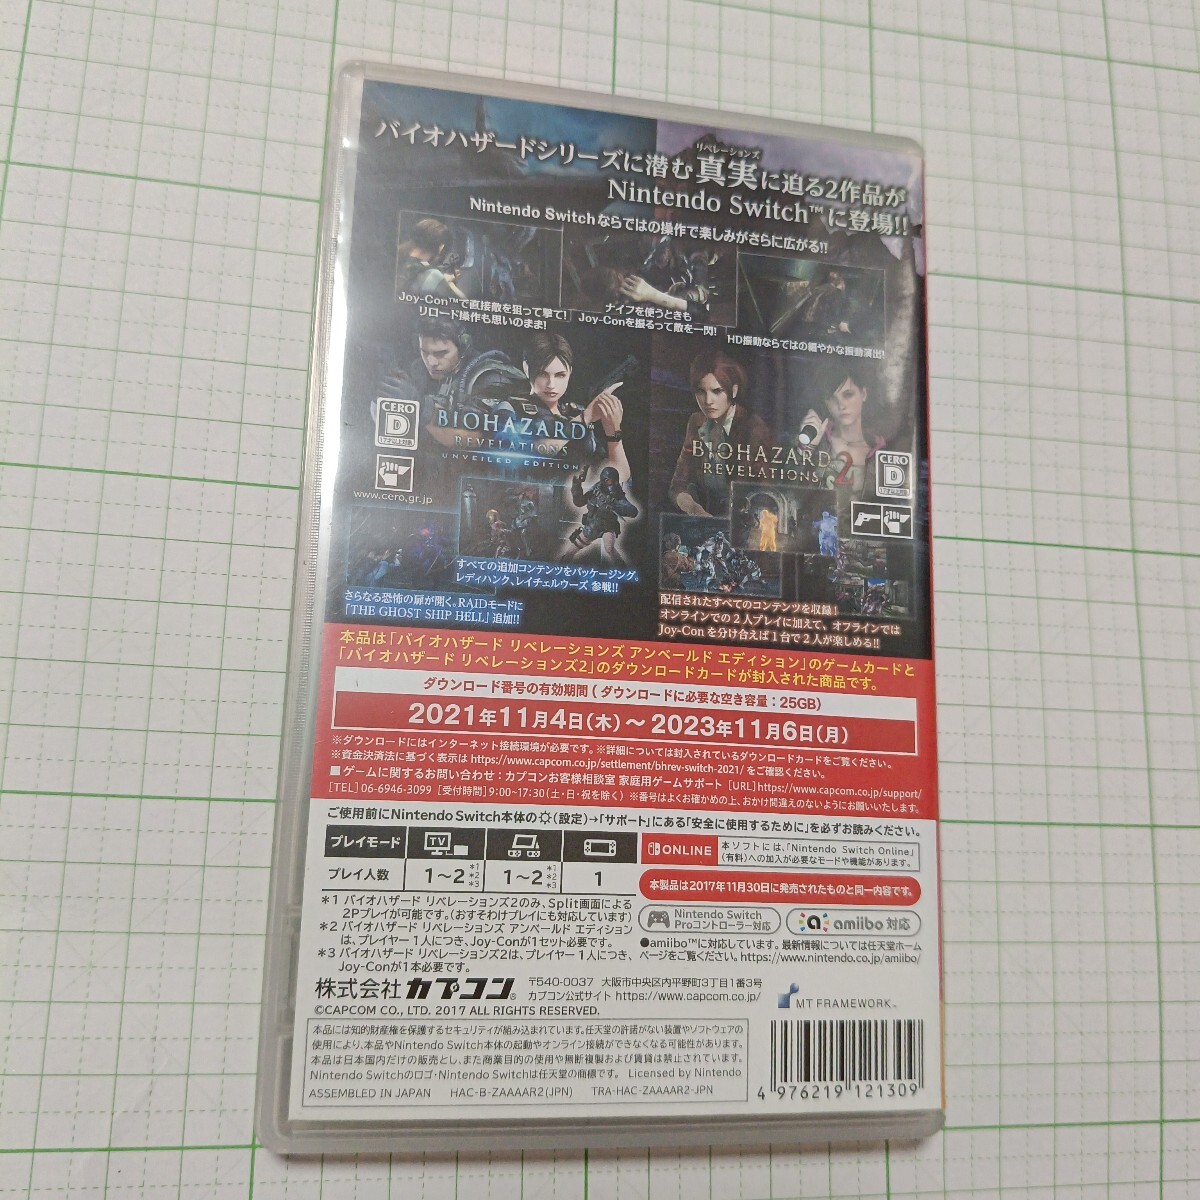 リベレーションズ
バイオハザードシリーズに潜む真実に迫る2作品が
Nintendo Switch™に登場!!
Nintendo Switchならではの操作で楽しみがさらに広がる!!
Joy-Con™で直接敵を狙って撃て!
リロード操作も思いのまま!
ナイフを使うときも
Joy-Conを振るって敵を一閃!
HD振動ならではの細やかな振動演出!
CERO
D
17才以上対象
www.cero.gr.jp
BIOHAZARD
REVELATIONS
UNVEILED EDITION
BIOHAZARD
REVELATIONS 2
CERO
D
17才以上対象
すべての追加コンテンツをパッケージング。
レディハンク、レイチェルウーズ 参戦!!
さらなる恐怖の扉が開く。RAIDモードに
「THE GHOST SHIP HELL」追加!!
配信されたすべてのコンテンツを収録!
オンラインでの2人プレイに加えて、オフラインでは
Joy-Conを分け合えば1台で2人が楽しめる!!
本品は「バイオハザード リベレーションズ アンベールド エディション」のゲームカードと
「バイオハザード リベレーションズ2」のダウンロードカードが封入された商品です。
ダウンロード番号の有効期間(ダウンロードに必要な空き容量:25GB)
2021年11月4日(木)～2023年11月6日(月)
※ダウンロードにはインターネット接続環境が必要です。※詳細については封入されているダウンロードカードをご覧ください。
※資金決済法に基づく表示は https://www.capcom.co.jp/settlement/bhrev-switch-2021/ をご確認ください。
■ゲームに関するお問い合わせ:カプコンお客様相談室 家庭用ゲームサポート [URL]https://www.capcom.co.jp/support/
[TEL]06-6946-3099 [受付時間]9:00~17:30(土・日・祝を除く) ※番号はよくお確かめの上、おかけ間違えのないようにお願いいたします。
ご使用前にNintendo Switch本体の(設定)→「サポート」にある「安全に使用するために」を必ずお読みください。
プレイモード TV
プレイ人数 1～2 *1 *2 *3 1～2 *1 *2 *3 1
ONLINE
本ソフトには、「Nintendo Switch Online」
(有料)への加入が必要なモードや機能があります。
本製品は2017年11月30日に発売されたものと同一内容です。
Nintendo Switch
Proコントローラー対応
amiibo 対応
*1 バイオハザード リベレーションズ2のみ、Split画面による
2Pプレイが可能です。(おすそわけプレイにも対応しています)
*2 バイオハザード リベレーションズ アンベールド エディション
は、プレイヤー1人につき、Joy-Conが1セット必要です。
*3 バイオハザード リベレーションズ2は、プレイヤー1人につき、
Joy-Conが1本必要です。
●amiibo™に対応しています。最新情報については任天堂ホーム
ページをご覧ください。https://www.nintendo.co.jp/amiibo/
株式会社カプコン®
〒540-0037 大阪市中央区内平野町3丁目1番3号
カプコン公式サイト https://www.capcom.co.jp/
MT FRAMEWORK™
©CAPCOM CO., LTD. 2017 ALL RIGHTS RESERVED.
本品には知的財産権を保護するセキュリティが組み込まれています。任天堂の許諾がない装置やソフトウェアの
使用により、本品やNintendo Switch本体の起動やオンライン接続ができなくなる可能性があります。
本品は日本国内だけの販売とし、また商業目的の使用や無断複製および賃貸は禁止されています。
Nintendo Switchのロゴ・Nintendo Switchは任天堂の商標です。 Licensed by Nintendo
ASSEMBLED IN JAPAN HAC-B-ZAAAAR2(JPN) TRA-HAC-ZAAAAR2-JPN
4 976219 121309